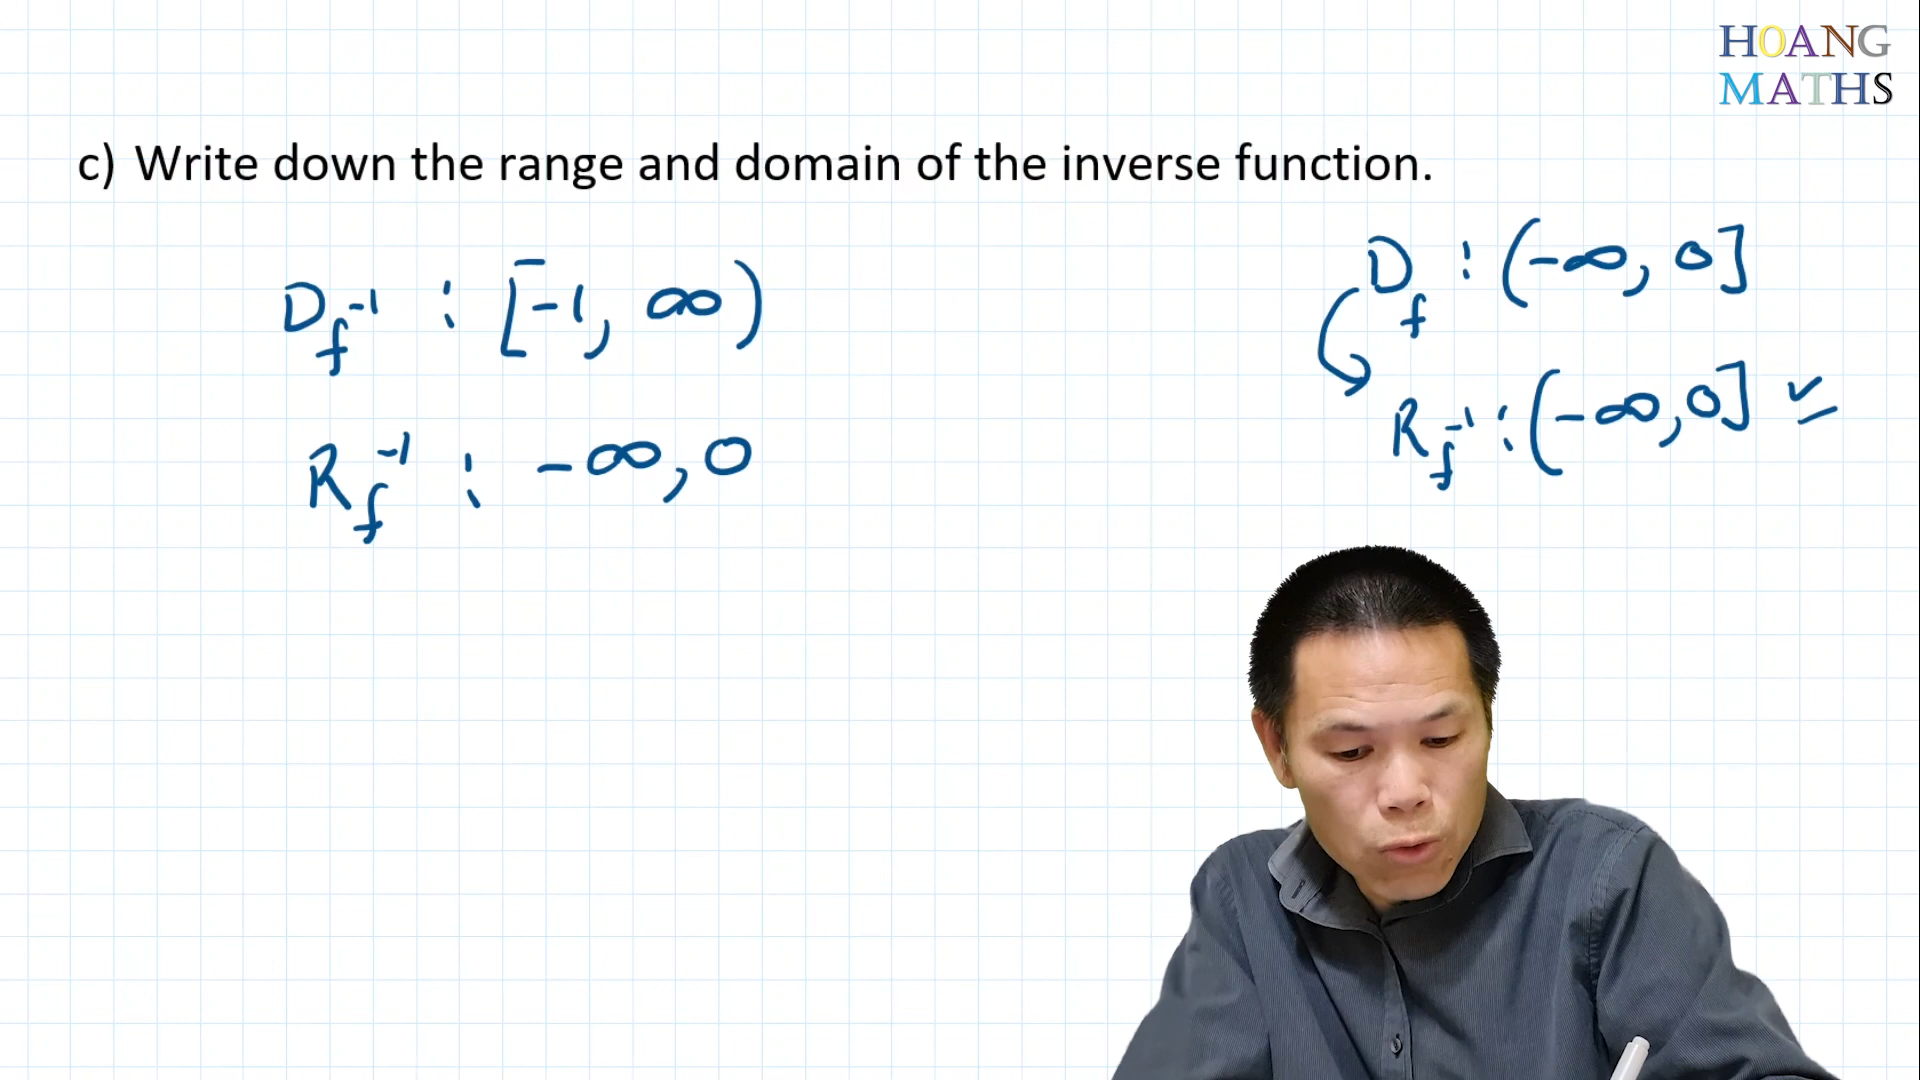 HOANG
MATHS
c) Write down the range and domain of the inverse function.
D_f⁻¹ : [-1, ∞)
R_f⁻¹ : -∞, 0
D_f : (-∞, 0]
R_f⁻¹ : (-∞, 0] ✓